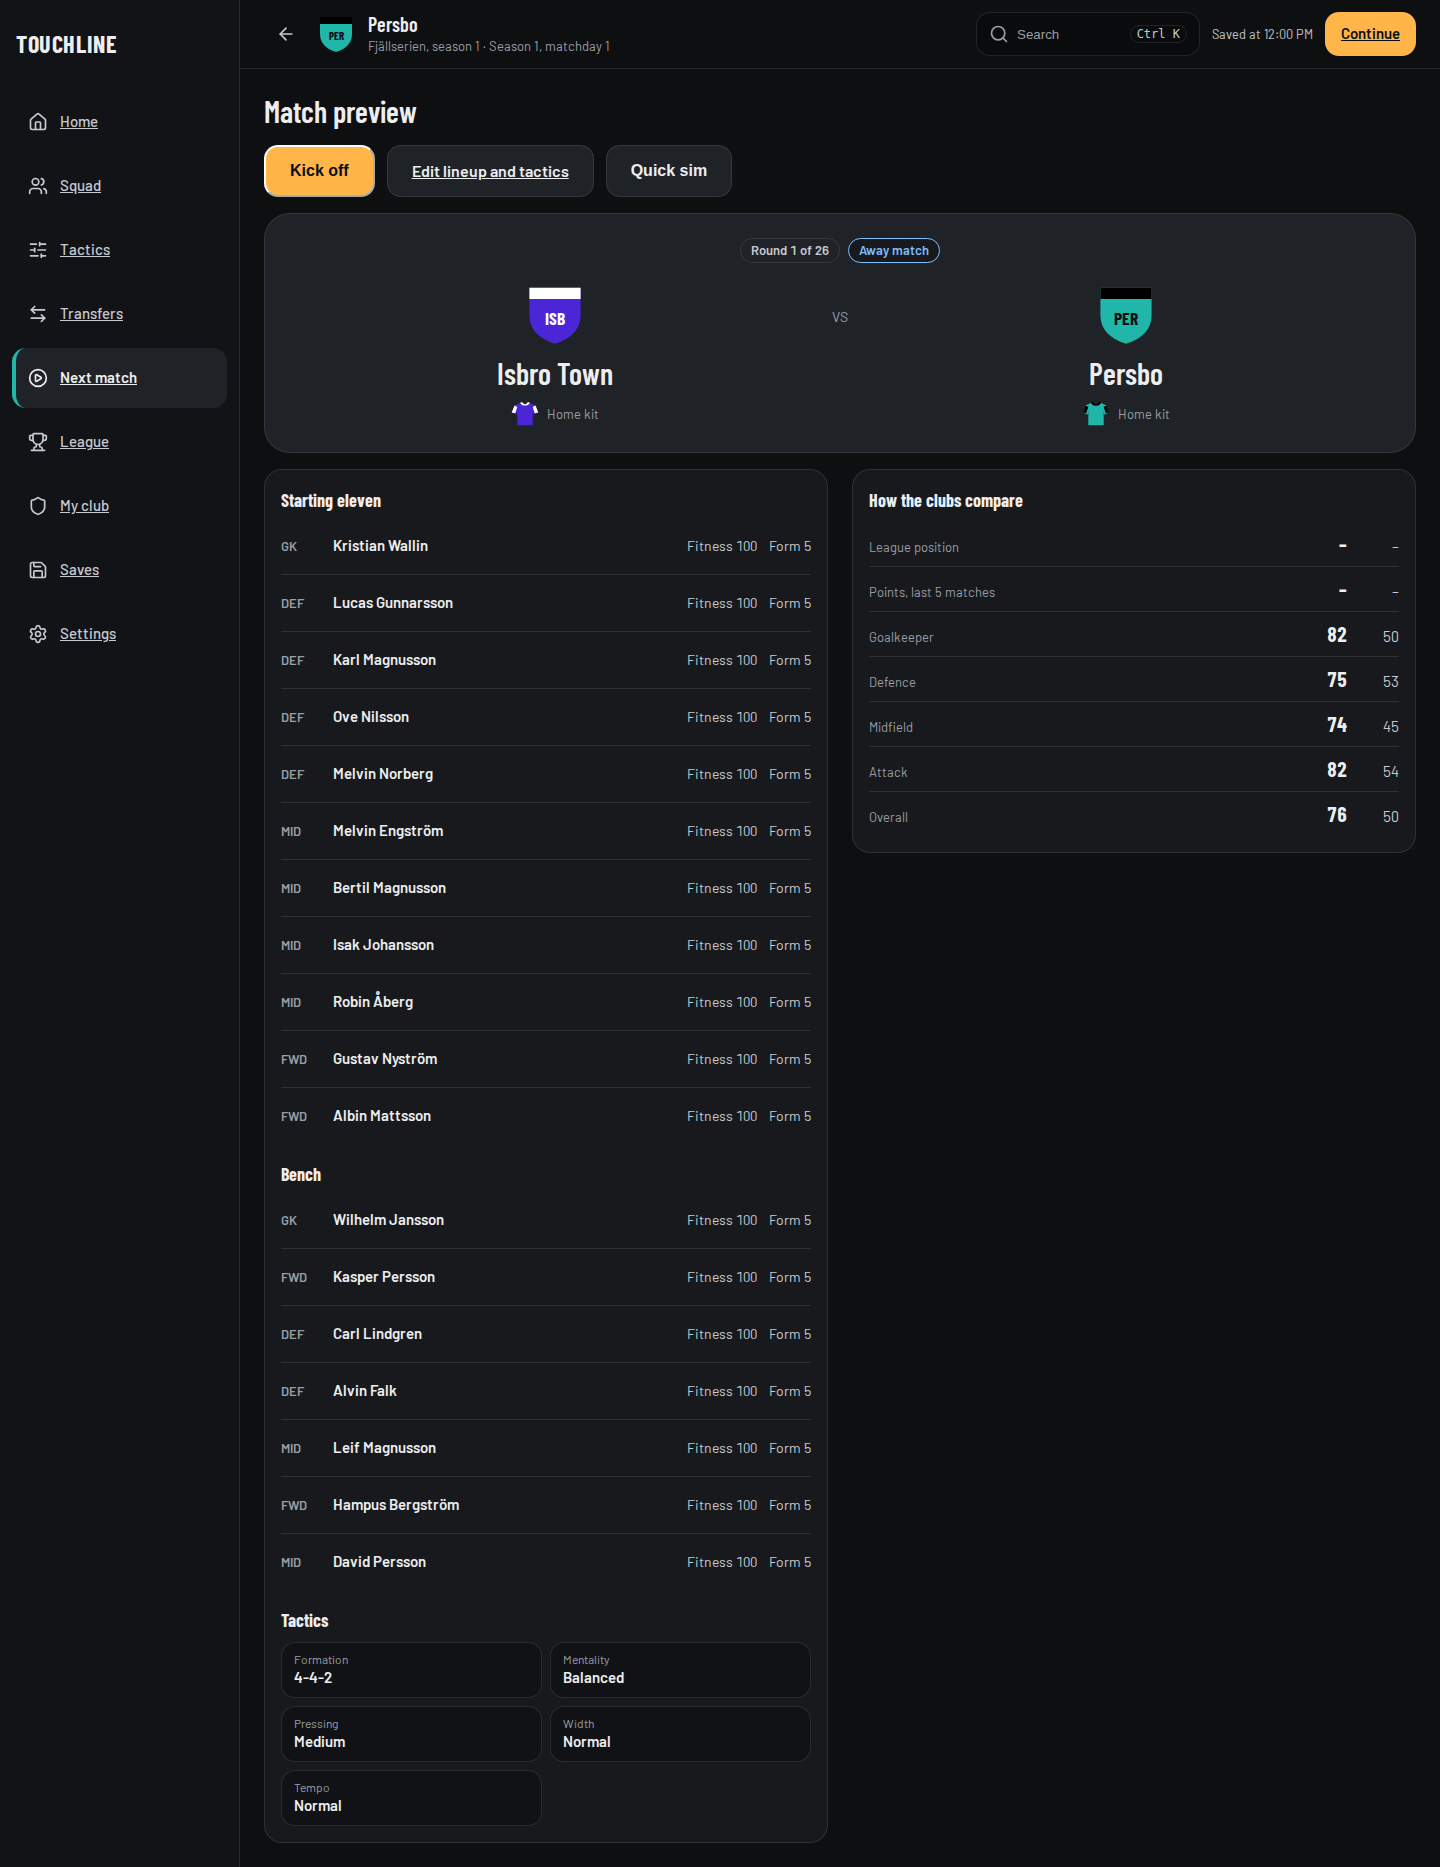 TOUCHLINE
Home
Squad
Tactics
Transfers
Next match
League
My club
Saves
Settings
PER
Persbo
Fjällserien, season 1 · Season 1, matchday 1
Search Ctrl K
Saved at 12:00 PM
Continue
Match preview
Kick off
Edit lineup and tactics
Quick sim
Round 1 of 26 Away match
ISB
VS
PER
Isbro Town
Persbo
Home kit
Home kit
Starting eleven
GK Kristian Wallin Fitness 100 Form 5
DEF Lucas Gunnarsson Fitness 100 Form 5
DEF Karl Magnusson Fitness 100 Form 5
DEF Ove Nilsson Fitness 100 Form 5
DEF Melvin Norberg Fitness 100 Form 5
MID Melvin Engström Fitness 100 Form 5
MID Bertil Magnusson Fitness 100 Form 5
MID Isak Johansson Fitness 100 Form 5
MID Robin Åberg Fitness 100 Form 5
FWD Gustav Nyström Fitness 100 Form 5
FWD Albin Mattsson Fitness 100 Form 5
Bench
GK Wilhelm Jansson Fitness 100 Form 5
FWD Kasper Persson Fitness 100 Form 5
DEF Carl Lindgren Fitness 100 Form 5
DEF Alvin Falk Fitness 100 Form 5
MID Leif Magnusson Fitness 100 Form 5
FWD Hampus Bergström Fitness 100 Form 5
MID David Persson Fitness 100 Form 5
Tactics
Formation
4-4-2
Mentality
Balanced
Pressing
Medium
Width
Normal
Tempo
Normal
How the clubs compare
League position – –
Points, last 5 matches – –
Goalkeeper 82 50
Defence 75 53
Midfield 74 45
Attack 82 54
Overall 76 50